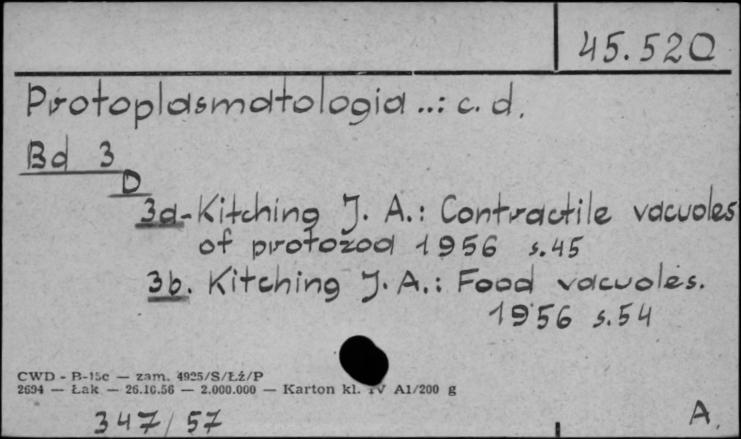 45.520
Protoplasmatologia ..: c. d.
Bd 3
D
3a - Kitching J. A.: Contractile vacuoles
of protozoa 1956 s.45
3b. Kitching J. A.: Food vacuoles.
1956 s.54
CWD - B-15c — zam. 4925/S/Łż/P
2694 — Łak — 26.10.56 — 2.000.000 — Karton kl. IV A1/200 g
347/57
A.